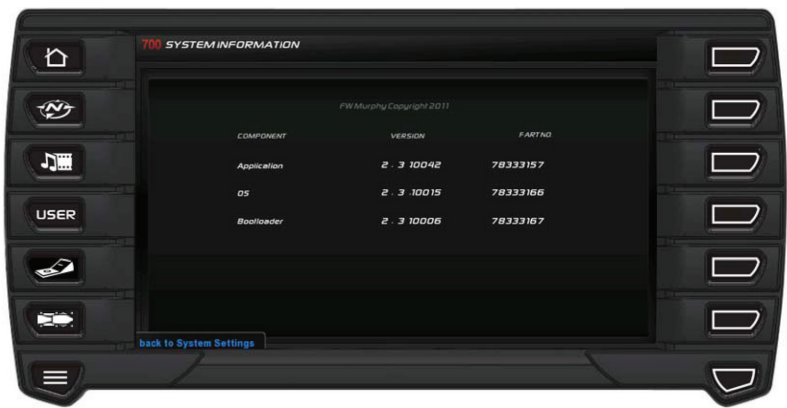 700 SYSTEM INFORMATION
FW Murphy Copyright 2011
COMPONENT VERSION PART NO.
Application 2 . 3 10042 78333157
OS 2 . 3 .10015 78333166
Bootloader 2 . 3 10006 78333167
USER
back to System Settings